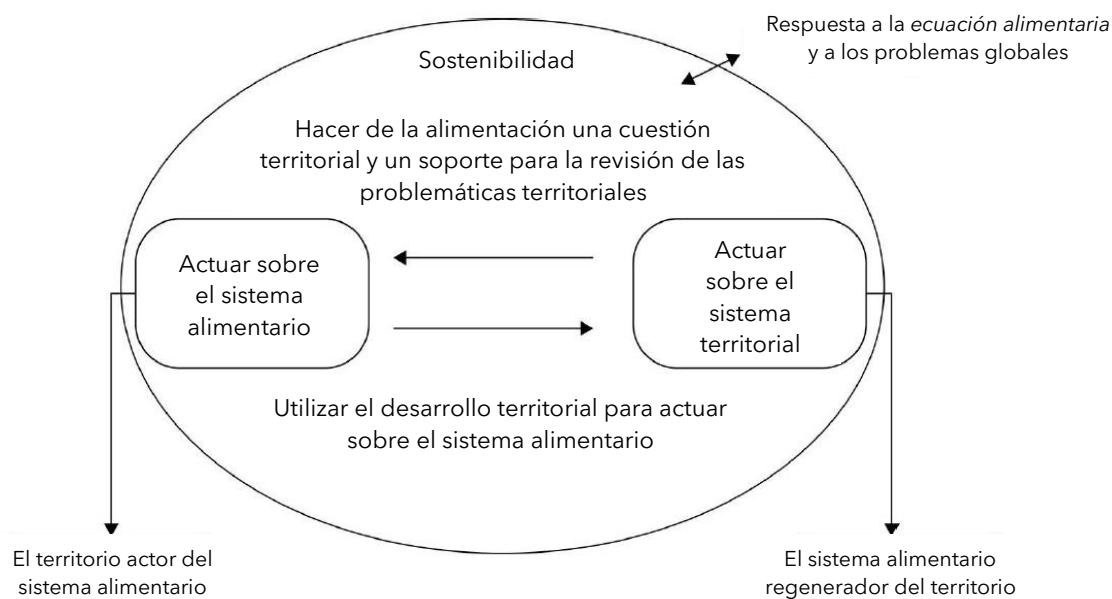 Respuesta a la ecuación alimentaria
y a los problemas globales
Sostenibilidad
Hacer de la alimentación una cuestión
territorial y un soporte para la revisión de las
problemáticas territoriales
Actuar sobre
el sistema
alimentario
Actuar
sobre el
sistema
territorial
Utilizar el desarrollo territorial para actuar
sobre el sistema alimentario
El territorio actor del
sistema alimentario
El sistema alimentario
regenerador del territorio